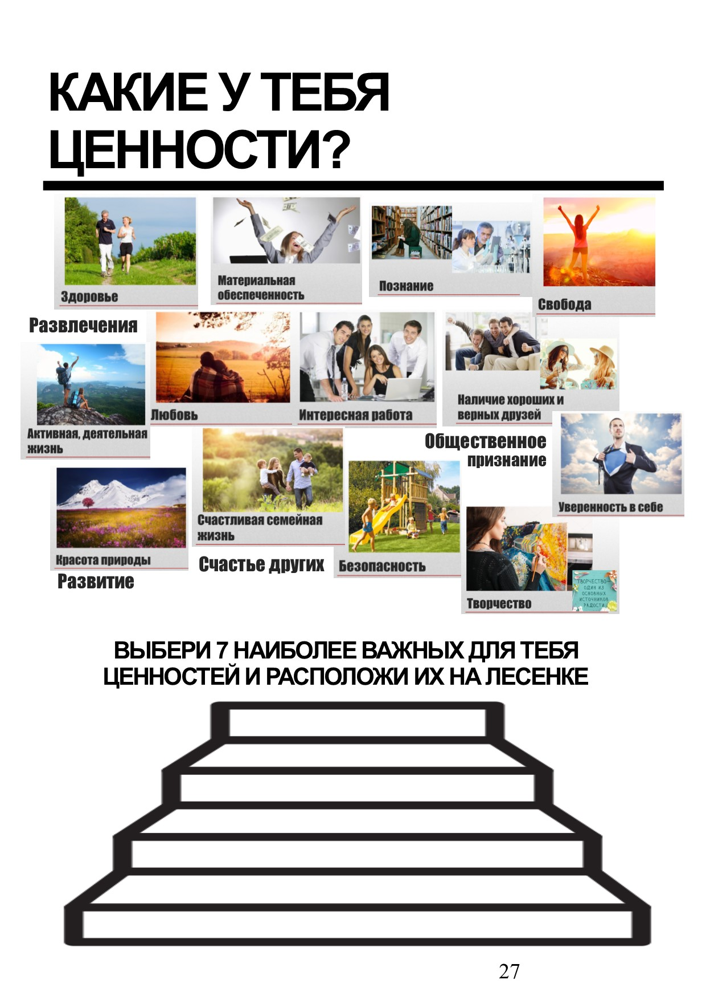 КАКИЕ У ТЕБЯ
ЦЕННОСТИ?
Здоровье
Материальная
обеспеченность
Познание
Свобода
Развлечения
Активная, деятельная
жизнь
Любовь
Интересная работа
Наличие хороших и
верных друзей
Общественное
признание
Уверенность в себе
Красота природы
Развитие
Счастливая семейная
жизнь
Счастье других
Безопасность
Творчество
ТВОРЧЕСТВО—
ОДИН ИЗ
ОСНОВНЫХ
ИСТОЧНИКОВ
РАДОСТИ
ВЫБЕРИ 7 НАИБОЛЕЕ ВАЖНЫХ ДЛЯ ТЕБЯ
ЦЕННОСТЕЙ И РАСПОЛОЖИ ИХ НА ЛЕСЕНКЕ
27